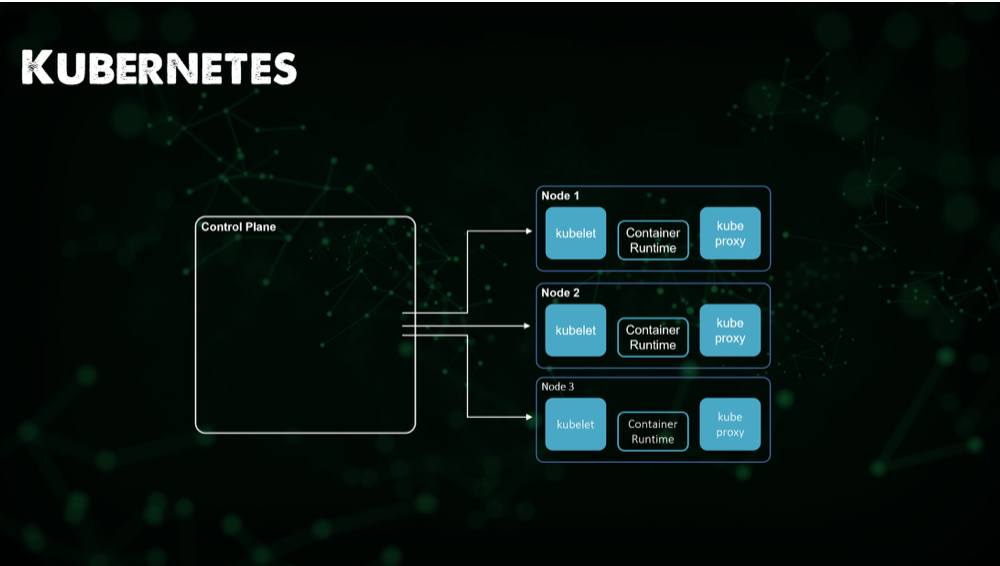 KUBERNETES
Control Plane
Node 1
kubelet
Container
Runtime
kube
proxy
Node 2
kubelet
Container
Runtime
kube
proxy
Node 3
kubelet
Container
Runtime
kube
proxy